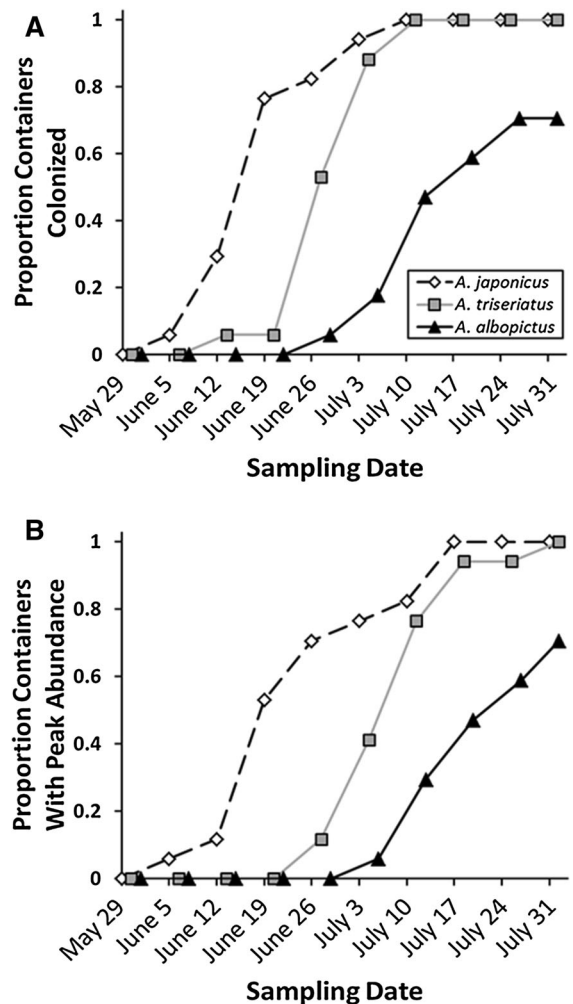 A
Proportion Containers
Colonized
1
0.8
0.6
0.4
0.2
0
A. japonicus
A. triseriatus
A. albopictus
May 29
June 5
June 12
June 19
June 26
July 3
July 10
July 17
July 24
July 31
Sampling Date
B
Proportion Containers
With Peak Abundance
1
0.8
0.6
0.4
0.2
0
May 29
June 5
June 12
June 19
June 26
July 3
July 10
July 17
July 24
July 31
Sampling Date